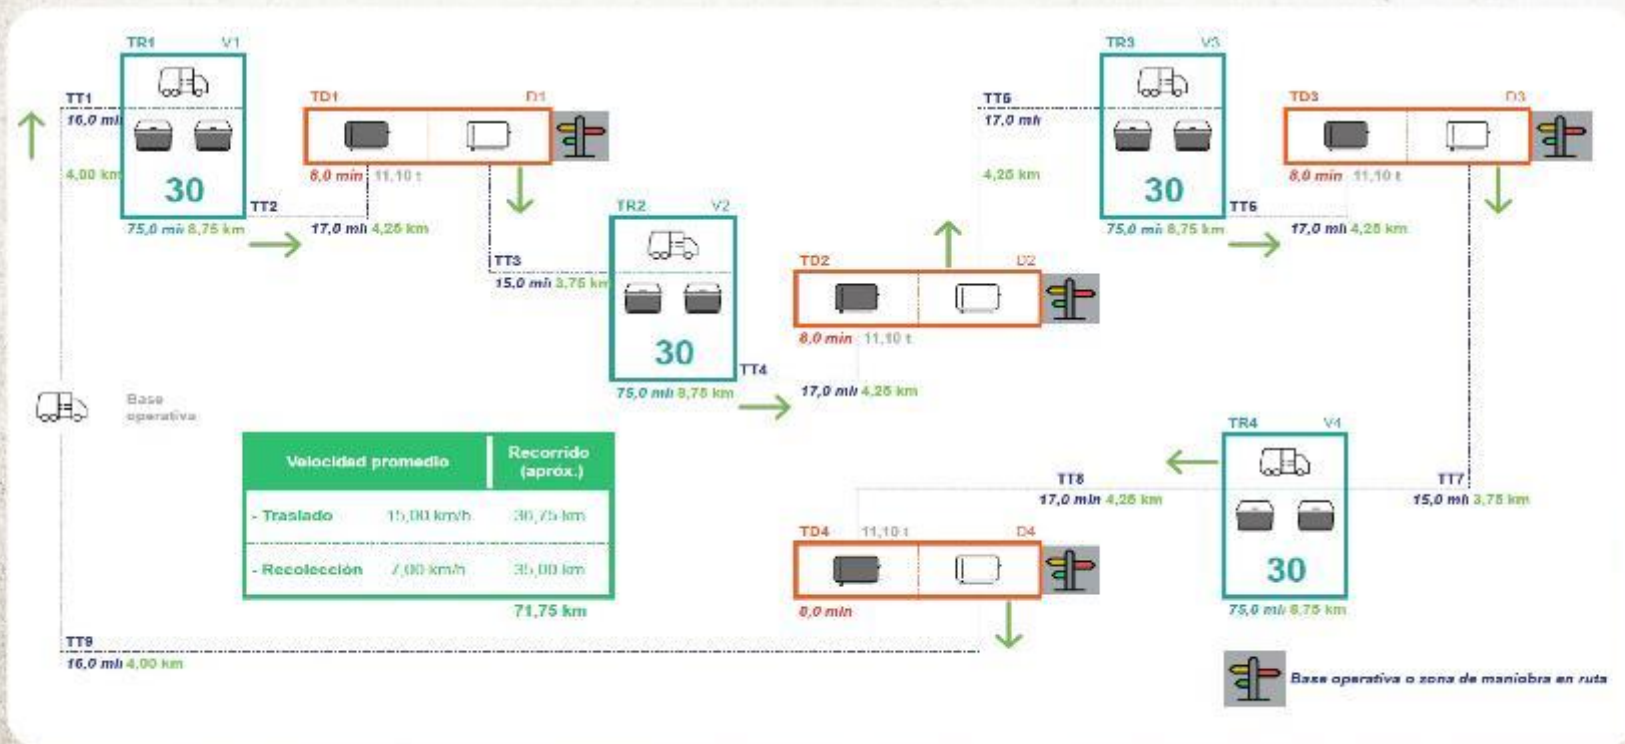 TR1 V1
TT1
16,0 min
4,00 km
30
75,0 min 8,75 km
TT2
17,0 min 4,25 km
TD1 D1
8,0 min 11,10 t
TT3
15,0 min 3,75 km
TR2 V2
30
75,0 min 8,75 km
TT4
17,0 min 4,25 km
TD2 D2
8,0 min 11,10 t
TT5
17,0 min
4,25 km
TR3 V3
30
75,0 min 8,75 km
TT6
17,0 min 4,25 km
TD3 D3
8,0 min 11,10 t
TT7
15,0 min 3,75 km
TR4 V4
30
75,0 min 8,75 km
TT8
17,0 min 4,25 km
TD4 11,10 t D4
8,0 min
TT9
16,0 min 4,00 km
Base
operativa
Velocidad promedio
Recorrido
(apróx.)
- Traslado 15,00 km/h 36,75 km
- Recolección 7,00 km/h 35,00 km
71,75 km
Base operativa o zona de maniobra en ruta